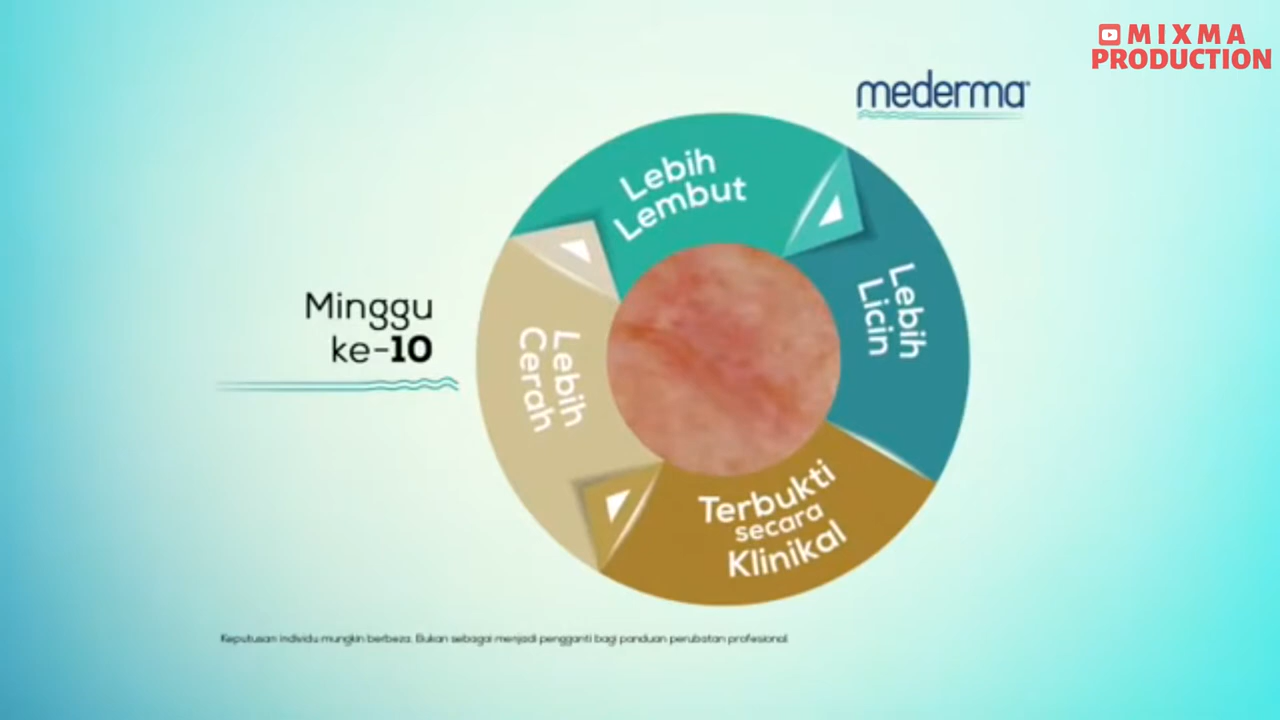 MIXMA
PRODUCTION
mederma®
Lebih
Lembut
Lebih
Licin
Minggu
ke-10
Lebih
Cerah
Terbukti
secara
Klinikal
Keputusan individu mungkin berbeza. Bukan sebagai menjadi pengganti bagi panduan perubatan profesional